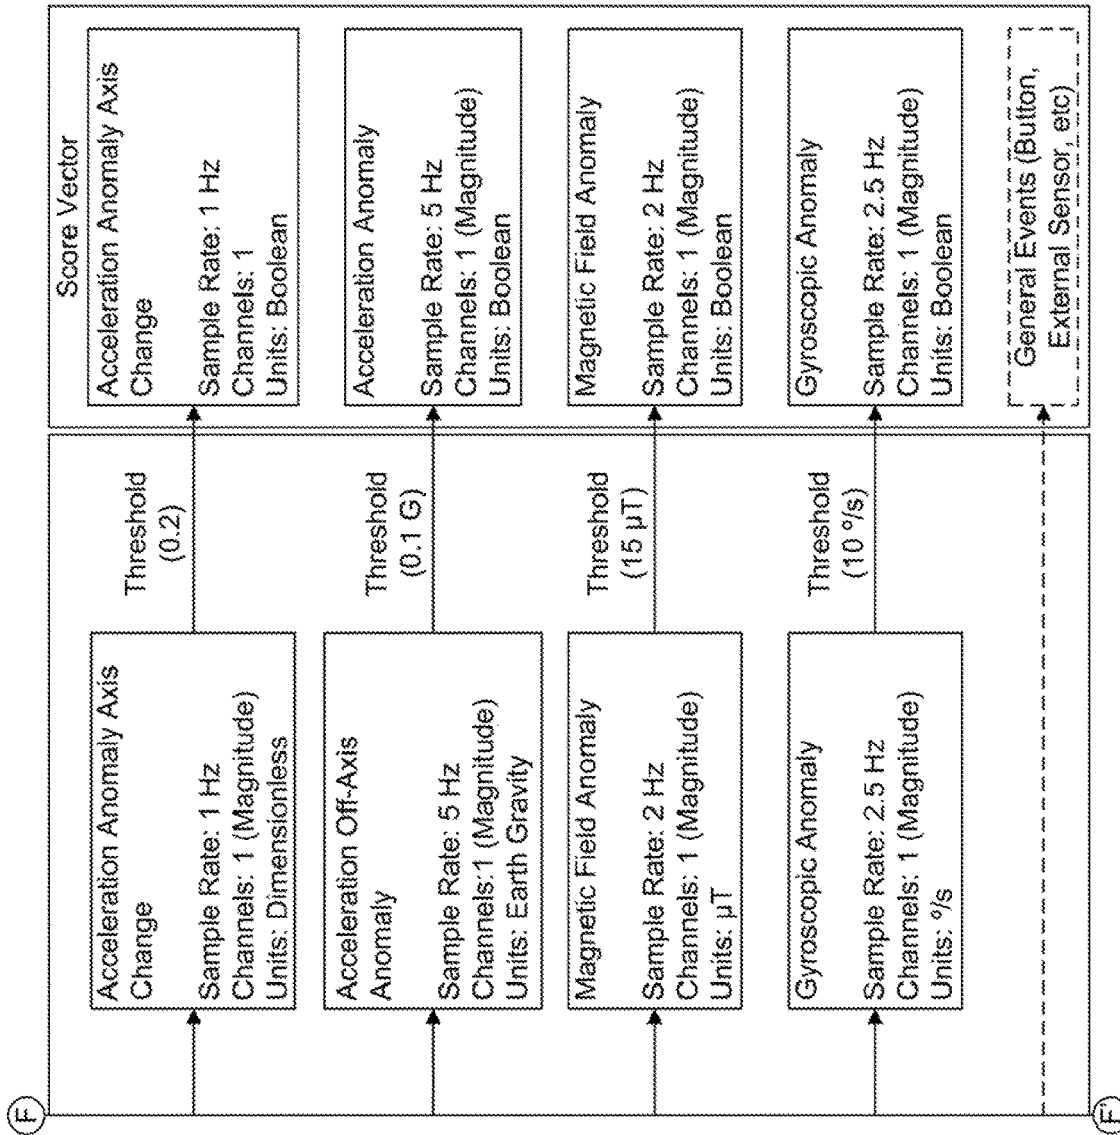 F
Acceleration Anomaly Axis
Change
Sample Rate: 1 Hz
Channels: 1 (Magnitude)
Units: Dimensionless
Threshold
(0.2)
Score Vector
Acceleration Anomaly Axis
Change
Sample Rate: 1 Hz
Channels: 1
Units: Boolean
Acceleration Off-Axis
Anomaly
Sample Rate: 5 Hz
Channels:1 (Magnitude)
Units: Earth Gravity
Threshold
(0.1 G)
Acceleration Anomaly
Sample Rate: 5 Hz
Channels: 1 (Magnitude)
Units: Boolean
Magnetic Field Anomaly
Sample Rate: 2 Hz
Channels: 1 (Magnitude)
Units: µT
Threshold
(15 µT)
Magnetic Field Anomaly
Sample Rate: 2 Hz
Channels: 1 (Magnitude)
Units: Boolean
Gyroscopic Anomaly
Sample Rate: 2.5 Hz
Channels: 1 (Magnitude)
Units: º/s
Threshold
(10 º/s)
Gyroscopic Anomaly
Sample Rate: 2.5 Hz
Channels: 1 (Magnitude)
Units: Boolean
General Events (Button,
External Sensor, etc)
F'